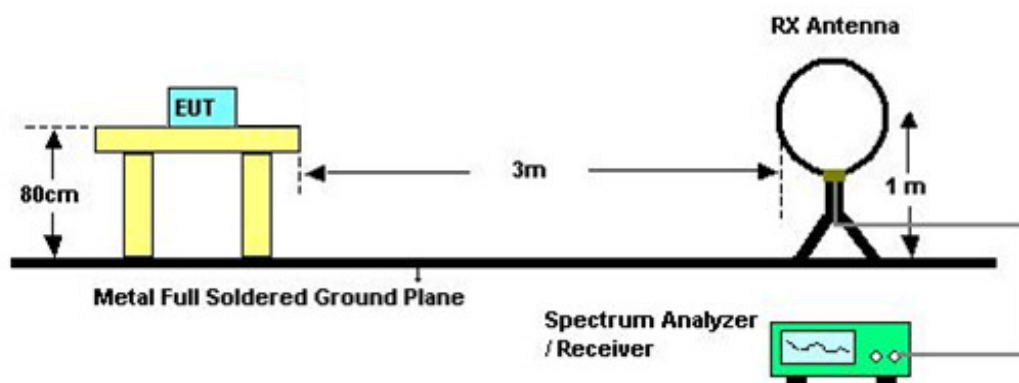 RX Antenna
EUT
80cm
3m
1 m
Metal Full Soldered Ground Plane
Spectrum Analyzer
/ Receiver